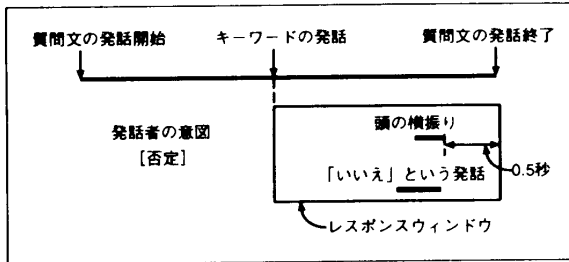 質問文の発話開始 キーワードの発話 質問文の発話終了
発話者の意図
[否定]
頭の横振り
「いいえ」という発話
0.5秒
レスポンスウィンドウ